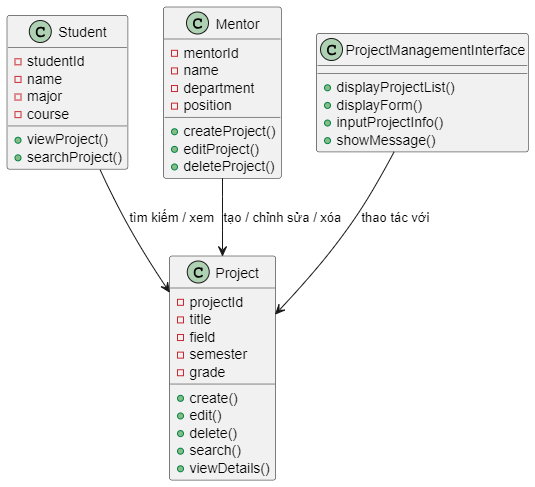 C Student
studentId
name
major
course
viewProject()
searchProject()
C Mentor
mentorId
name
department
position
createProject()
editProject()
deleteProject()
C ProjectManagementInterface
displayProjectList()
displayForm()
inputProjectInfo()
showMessage()
tìm kiếm / xem
tạo / chỉnh sửa / xóa
thao tác với
C Project
projectId
title
field
semester
grade
create()
edit()
delete()
search()
viewDetails()